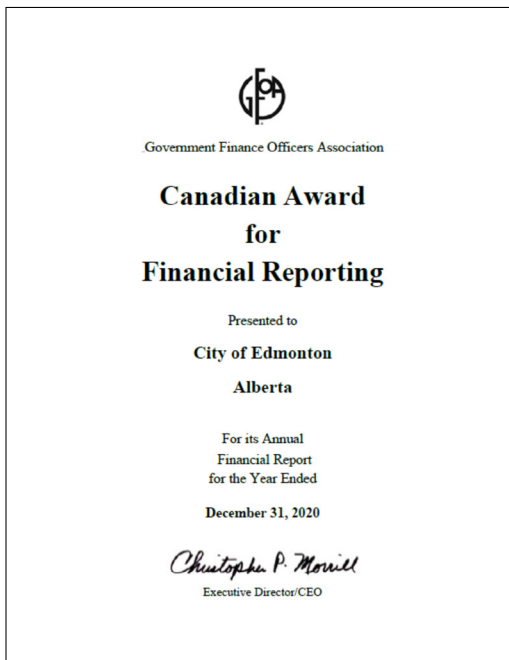 GFOA
Government Finance Officers Association
Canadian Award
for
Financial Reporting
Presented to
City of Edmonton
Alberta
For its Annual
Financial Report
for the Year Ended
December 31, 2020
Christopher P. Morrill
Executive Director/CEO